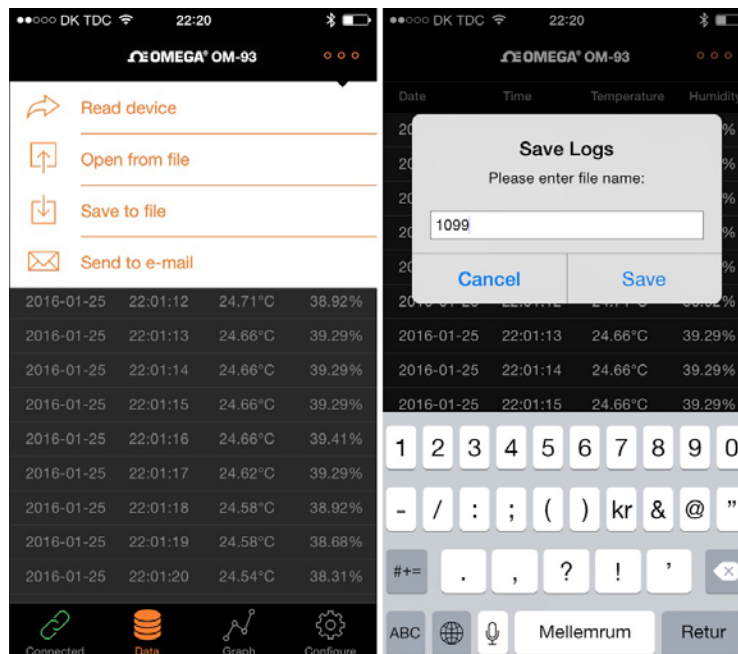 DK TDC 22:20
OMEGA® OM-93
Read device
Open from file
Save to file
Send to e-mail
2016-01-25 22:01:12 24.71°C 38.92%
2016-01-25 22:01:13 24.66°C 39.29%
2016-01-25 22:01:14 24.66°C 39.29%
2016-01-25 22:01:15 24.66°C 39.29%
2016-01-25 22:01:16 24.66°C 39.41%
2016-01-25 22:01:17 24.62°C 39.29%
2016-01-25 22:01:18 24.58°C 38.92%
2016-01-25 22:01:19 24.58°C 38.68%
2016-01-25 22:01:20 24.54°C 38.31%
Connected Data Graph Configure
DK TDC 22:20
OMEGA® OM-93
Date Time Temperature Humidity
Save Logs
Please enter file name:
1099
Cancel Save
2016-01-25 22:01:13 24.66°C 39.29%
2016-01-25 22:01:14 24.66°C 39.29%
2016-01-25 22:01:15 24.66°C 39.29%
1 2 3 4 5 6 7 8 9 0
- / : ; ( ) kr & @ ”
#+= . , ? ! ’
ABC Mellemrum Retur